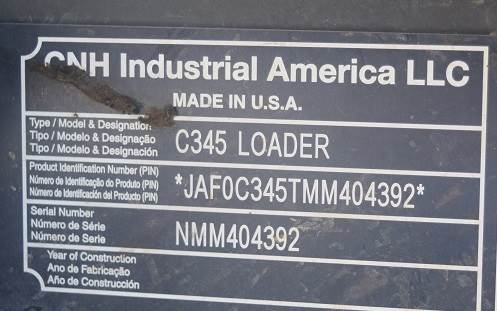 CNH Industrial America LLC
MADE IN U.S.A.
Type / Model & Designation
Tipo / Modelo & Designação
Tipo / Modelo & Designación
C345 LOADER
Product Identification Number (PIN)
Número de Identificação do Produto (PIN)
Número de Identificación del Producto (PIN)
*JAF0C345TMM404392*
Serial Number
Número de Série
Número de Serie
NMM404392
Year of Construction
Ano de Fabricação
Año de Construcción